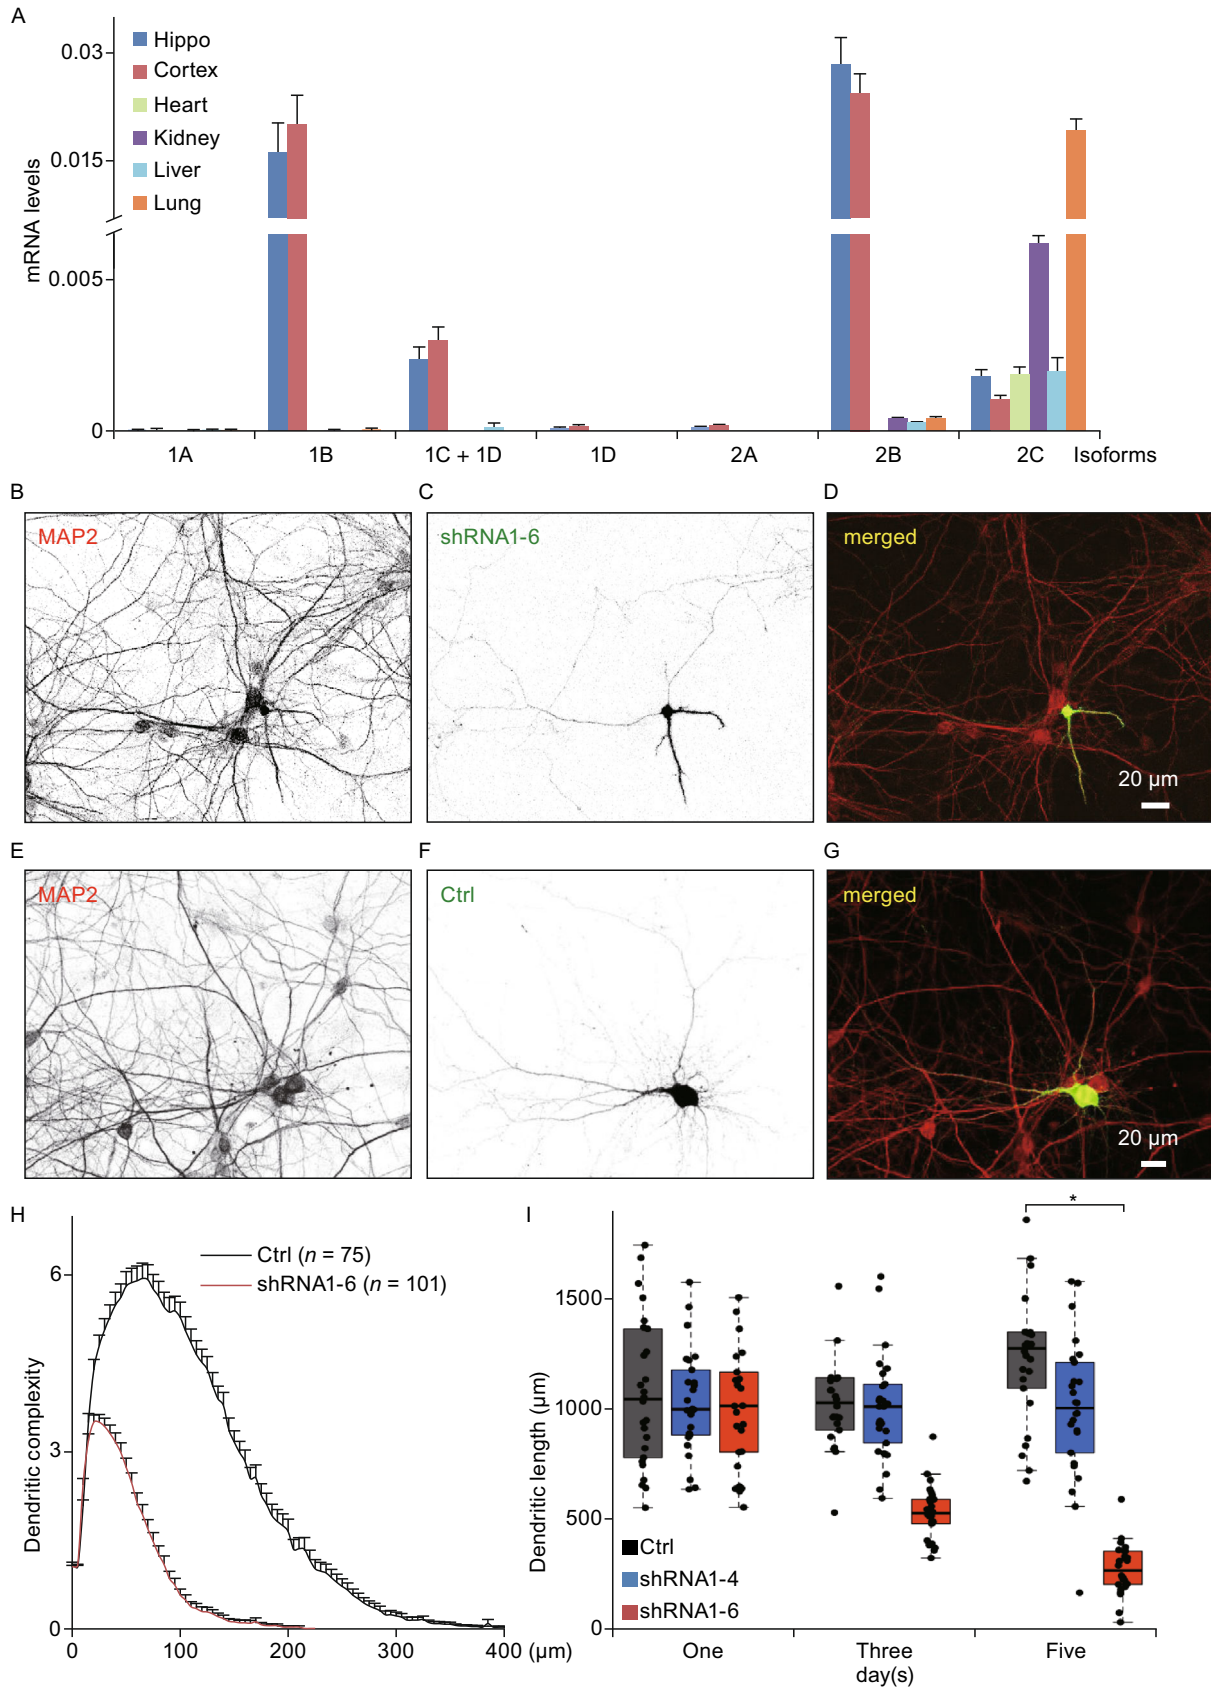 A
Hippo
Cortex
Heart
Kidney
Liver
Lung
mRNA levels
0.03
0.015
0.005
0
1A
1B
1C + 1D
1D
2A
2B
2C
Isoforms
B
C
D
MAP2
shRNA1-6
merged
20 µm
E
F
G
MAP2
Ctrl
merged
20 µm
H
Ctrl (n = 75)
shRNA1-6 (n = 101)
Dendritic complexity
6
3
0
0
100
200
300
400
(µm)
I
*
Dendritic length (µm)
1500
1000
500
0
Ctrl
shRNA1-4
shRNA1-6
One
Three
Five
day(s)